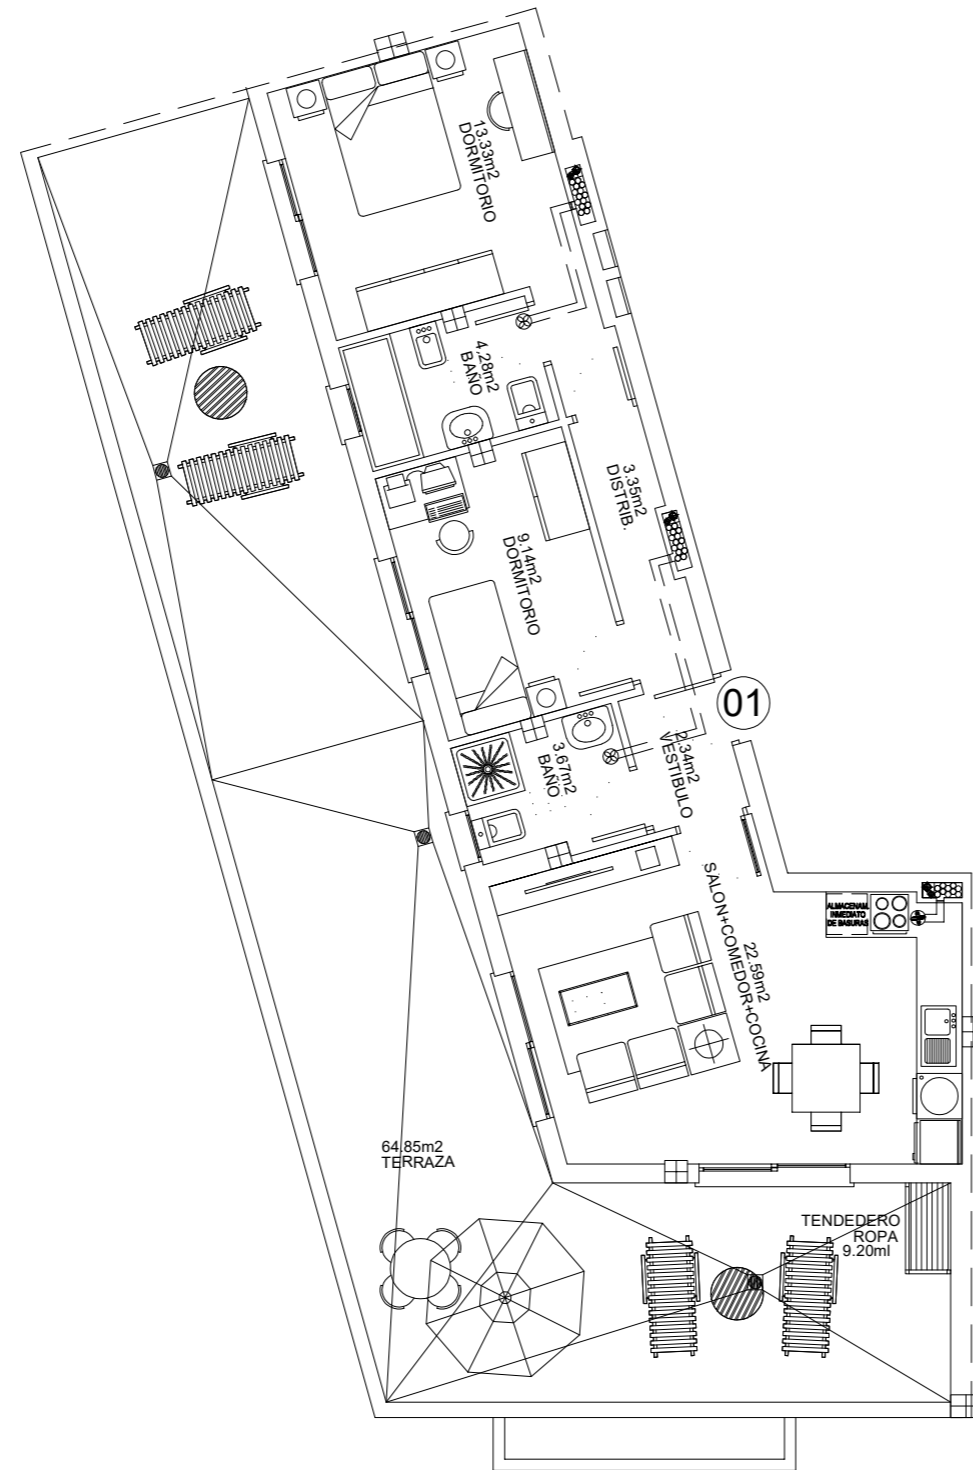 13.33m2
DORMITORIO
4.28m2
BAÑO
3.35m2
DISTRIB.
9.14m2
DORMITORIO
01
2.34m2
VESTIBULO
3.67m2
BAÑO
22.59m2
SALON+COMEDOR+COCINA
ALMACENAM.
INMEDIATO
DE BASURAS
64.85m2
TERRAZA
TENDEDERO
ROPA
9.20ml